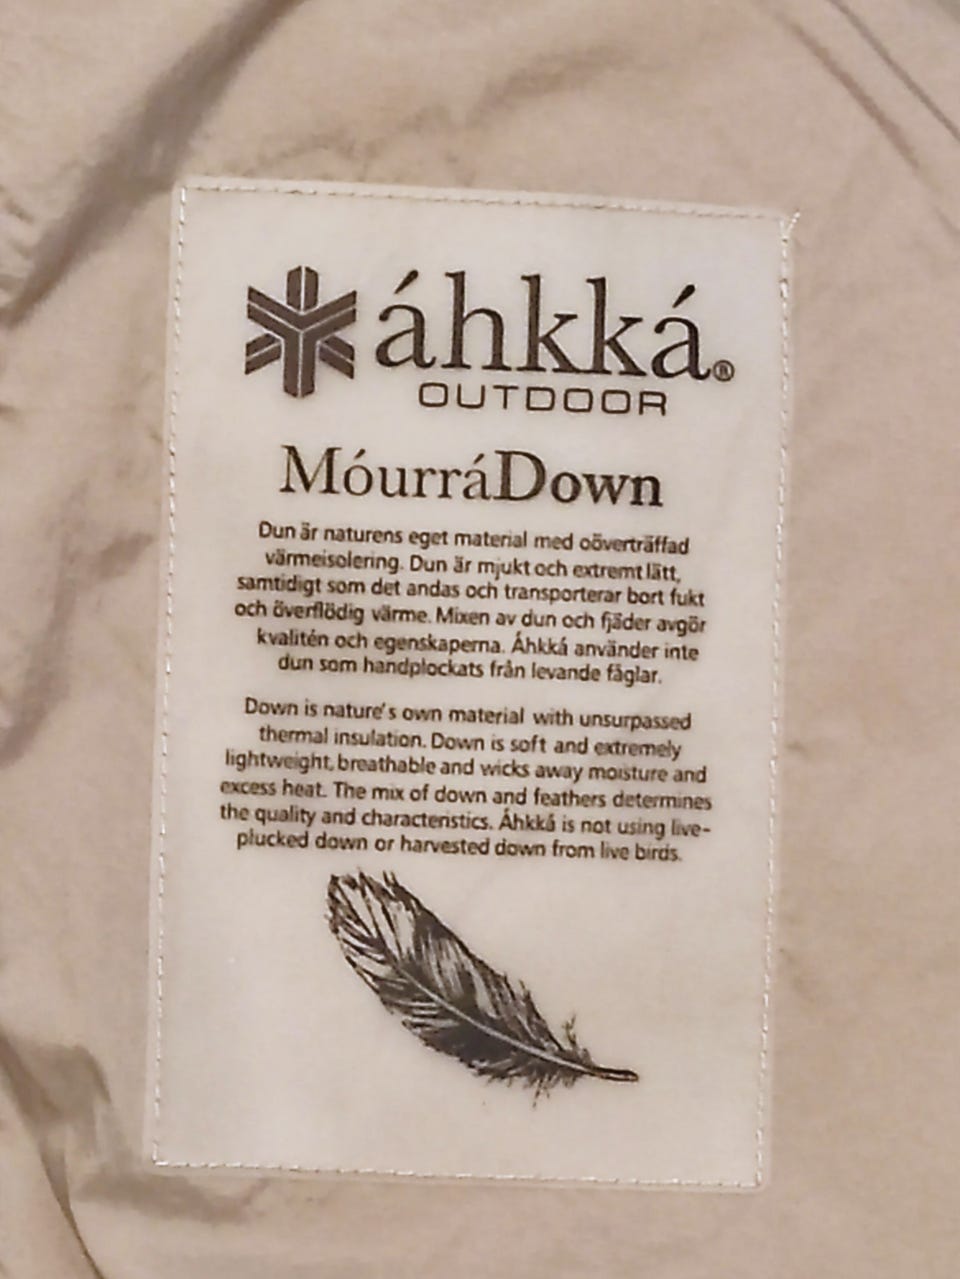 áhkká®
OUTDOOR
MóurráDown
Dun är naturens eget material med oöverträffad
värmeisolering. Dun är mjukt och extremt lätt,
samtidigt som det andas och transporterar bort fukt
och överflödig värme. Mixen av dun och fjäder avgör
kvalitén och egenskaperna. Áhkká använder inte
dun som handplockats från levande fåglar.
Down is nature's own material with unsurpassed
thermal insulation. Down is soft and extremely
lightweight, breathable and wicks away moisture and
excess heat. The mix of down and feathers determines
the quality and characteristics. Áhkká is not using live-
plucked down or harvested down from live birds.